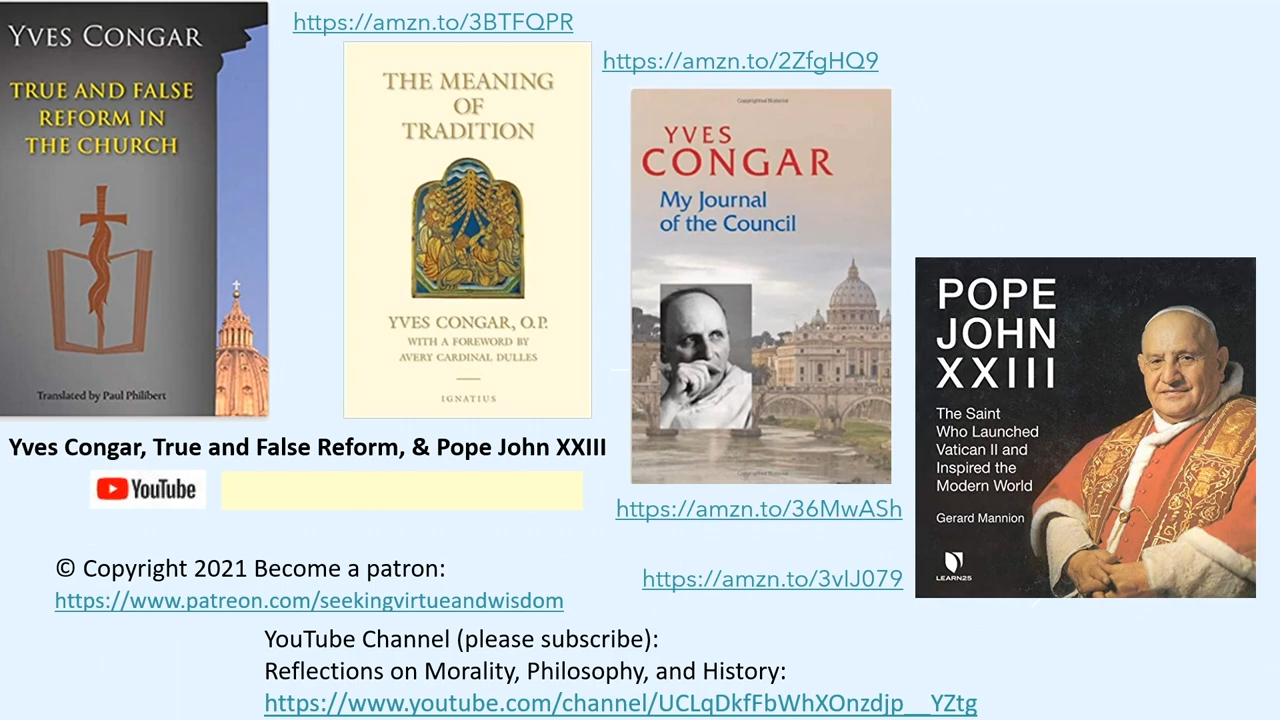 YVES CONGAR
TRUE AND FALSE
REFORM IN
THE CHURCH
Translated by Paul Philibert
https://amzn.to/3BTFQPR
THE MEANING
OF
TRADITION
YVES CONGAR, O.P.
WITH A FOREWORD BY
AVERY CARDINAL DULLES
IGNATIUS
https://amzn.to/2ZfgHQ9
Copyrighted Material
YVES
CONGAR
My Journal
of the Council
Copyrighted Material
https://amzn.to/36MwASh
POPE
JOHN
XXIII
The Saint
Who Launched
Vatican II and
Inspired the
Modern World
Gerard Mannion
LEARN25
https://amzn.to/3vlJ079
Yves Congar, True and False Reform, & Pope John XXIII
YouTube
© Copyright 2021 Become a patron:
https://www.patreon.com/seekingvirtueandwisdom
YouTube Channel (please subscribe):
Reflections on Morality, Philosophy, and History:
https://www.youtube.com/channel/UCLqDkfFbWhXOnzdjp__YZtg